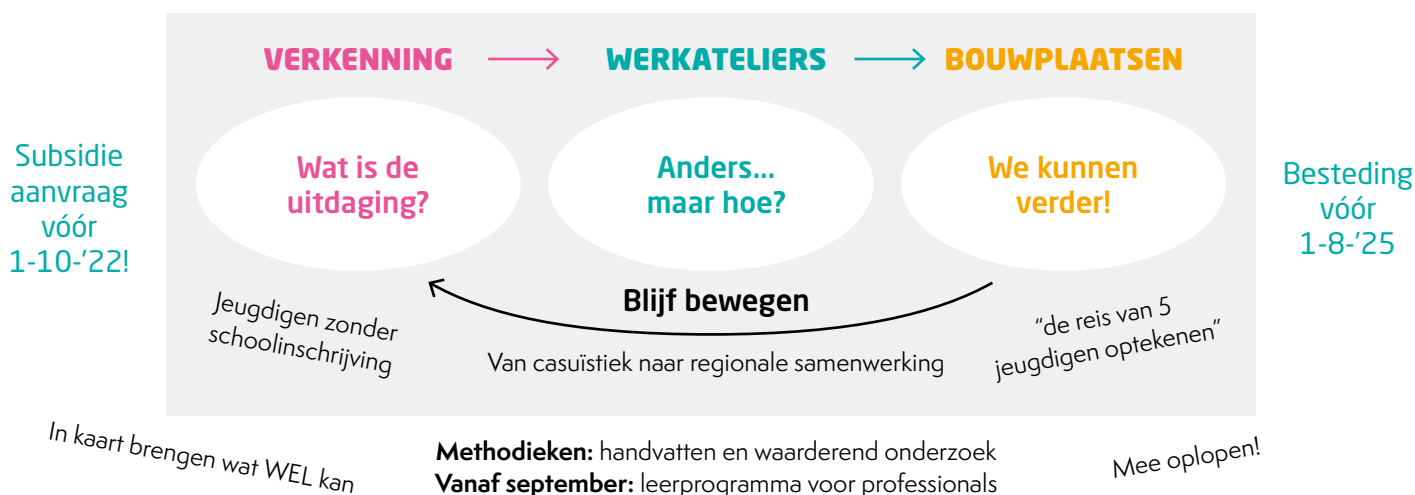 VERKENNING → WERKATELIERS → BOUWPLAATSEN
Subsidie
aanvraag
vóór
1-10-'22!
Wat is de
uitdaging?
Anders...
maar hoe?
We kunnen
verder!
Besteding
vóór
1-8-'25
Blijf bewegen
Jeugdigen zonder
schoolinschrijving
Van casuïstiek naar regionale samenwerking
“de reis van 5
jeugdigen optekenen”
In kaart brengen wat WEL kan
Methodieken: handvatten en waarderend onderzoek
Vanaf september: leerprogramma voor professionals
Mee oplopen!